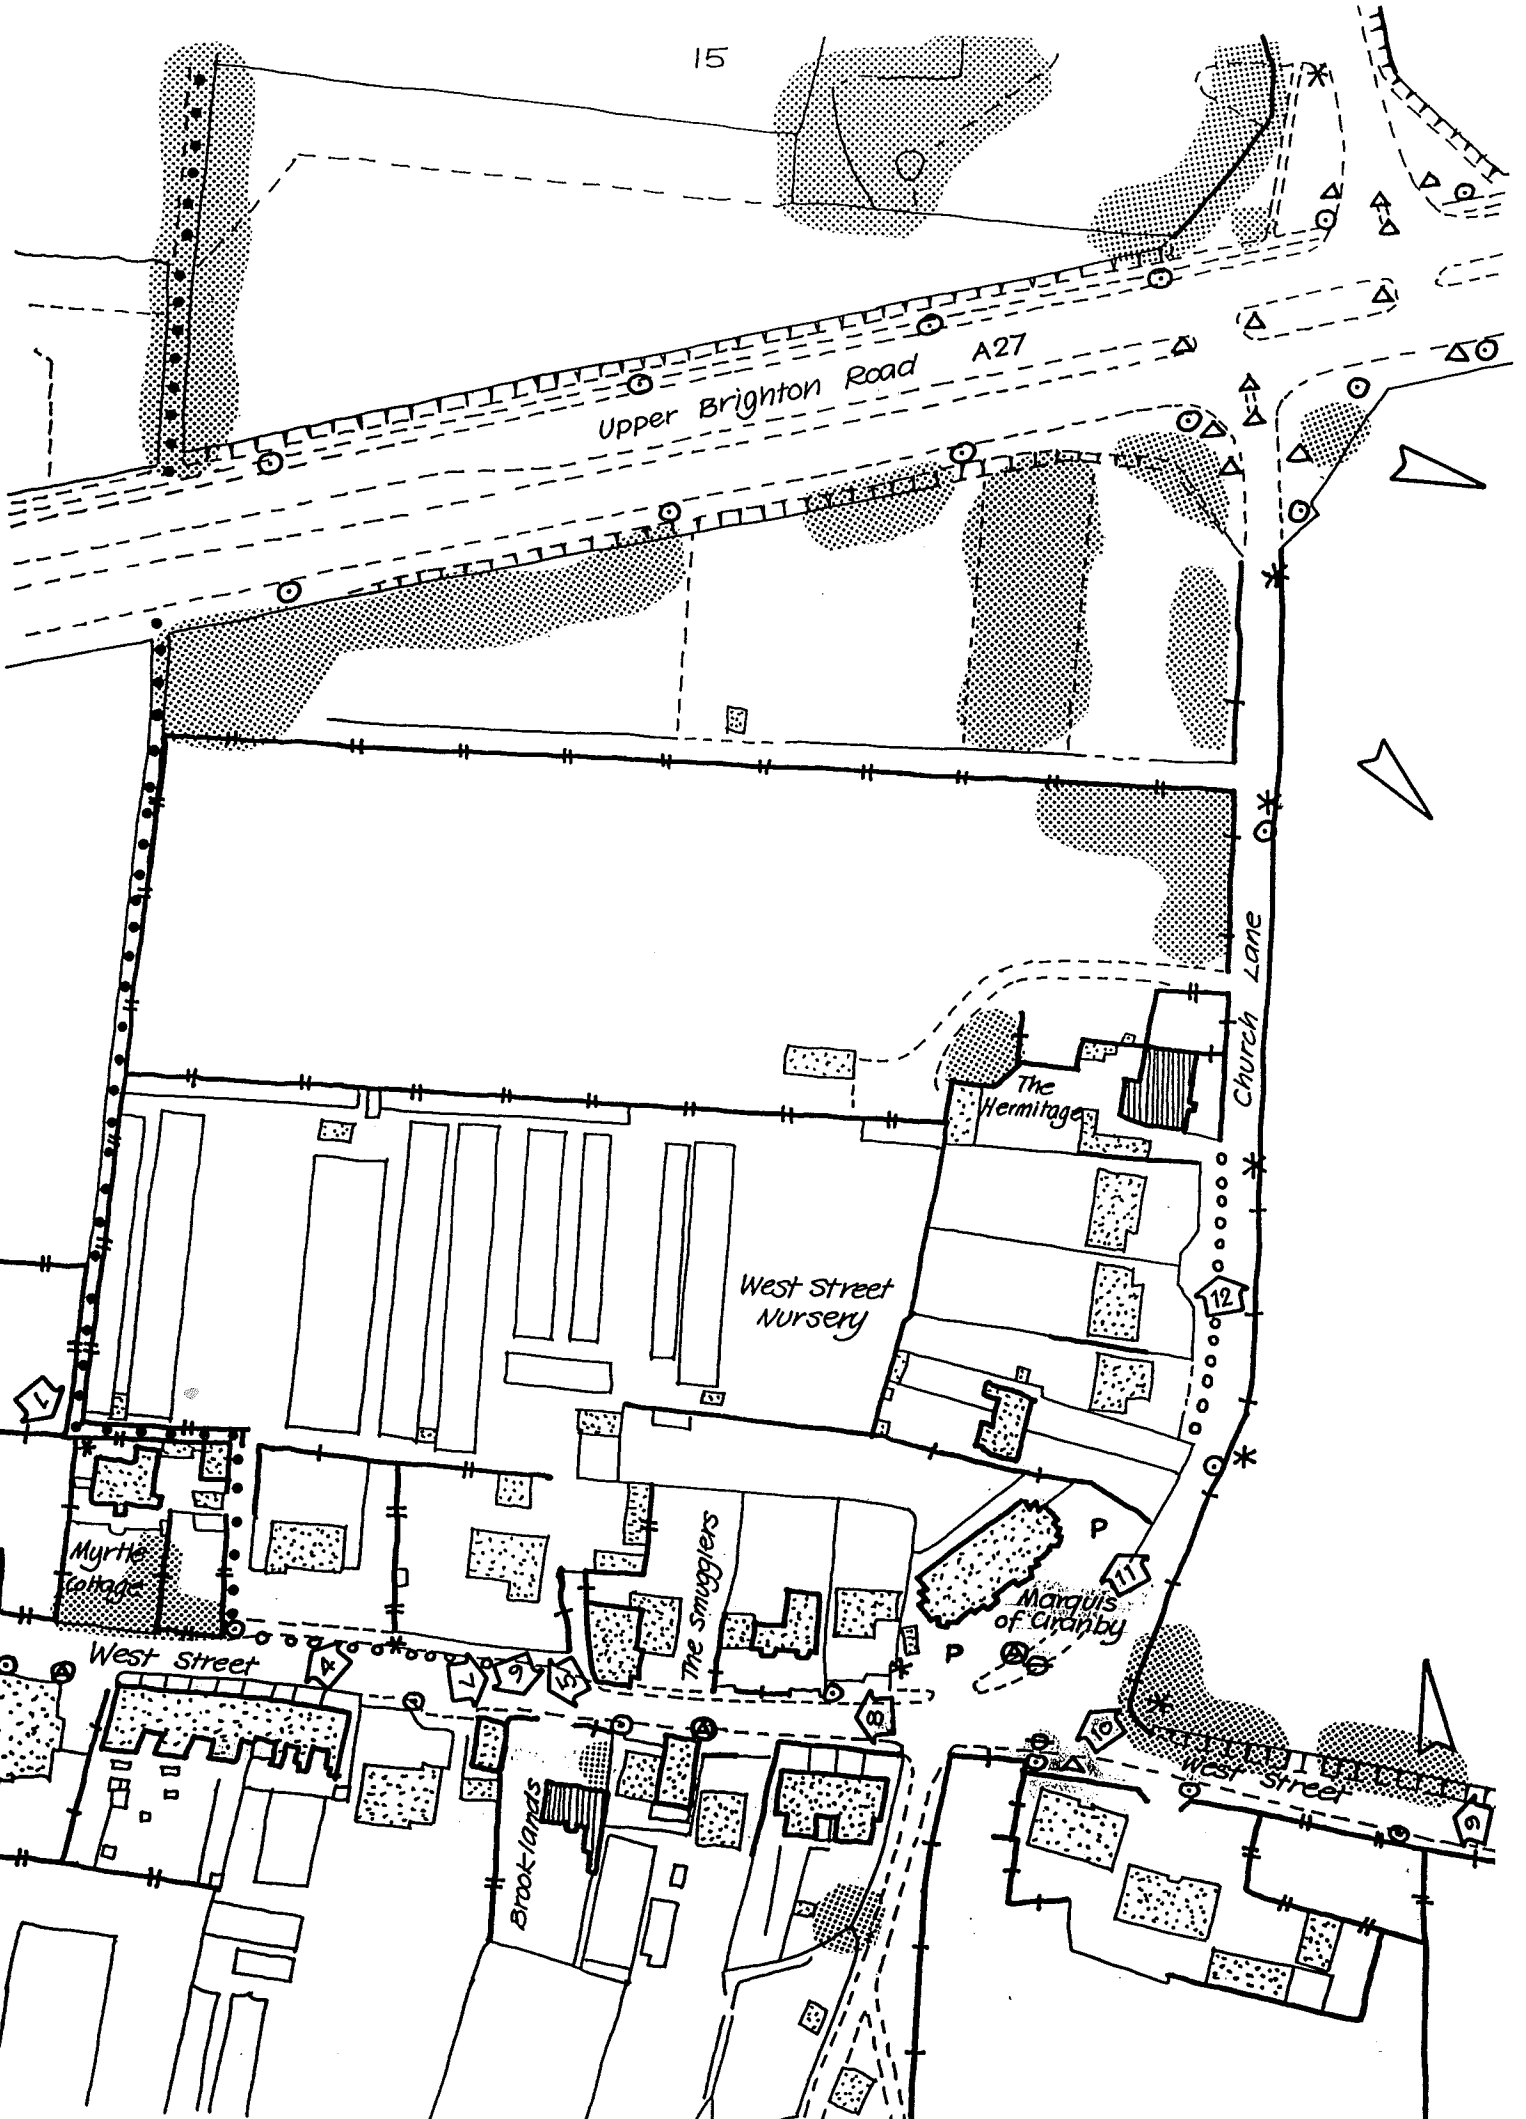 15
A27
Upper Brighton Road
Church Lane
The
Hermitage
West Street
Nursery
12
1
Myrtle
Cottage
The Smugglers
P
11
Marquis
of Granby
P
West Street
4
7
6
5
8
10
West Street
9
Brooklands